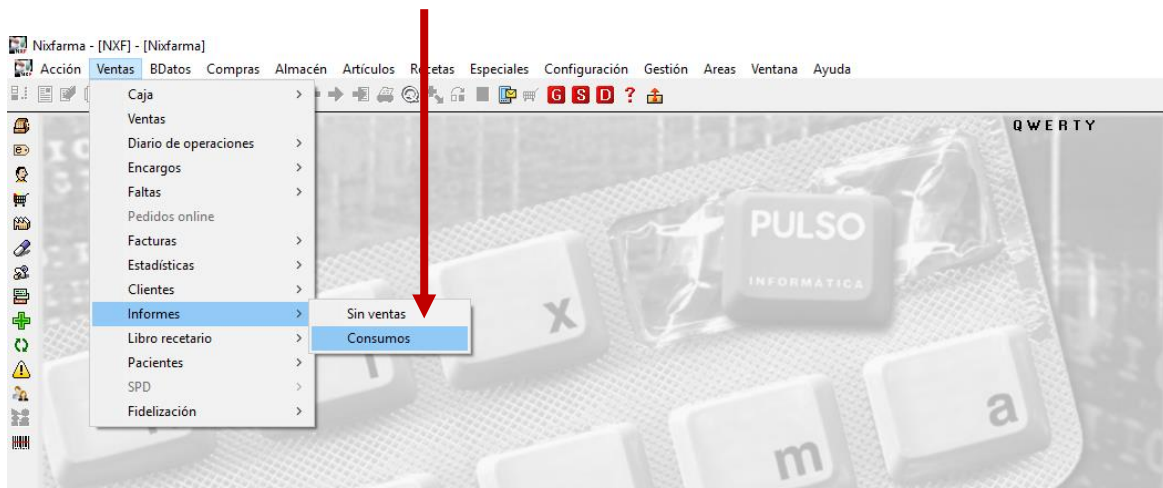 Nixfarma - [NXF] - [Nixfarma]
Acción Ventas BDatos Compras Almacén Artículos Recetas Especiales Configuración Gestión Areas Ventana Ayuda
G S D ?
QWERTY
Caja >
Ventas
Diario de operaciones >
Encargos >
Faltas >
Pedidos online
Facturas >
Estadísticas >
Clientes >
Informes >
Sin ventas
Consumos
Libro recetario >
Pacientes >
SPD >
Fidelización >
PULSO
INFORMÁTICA
x
a
m